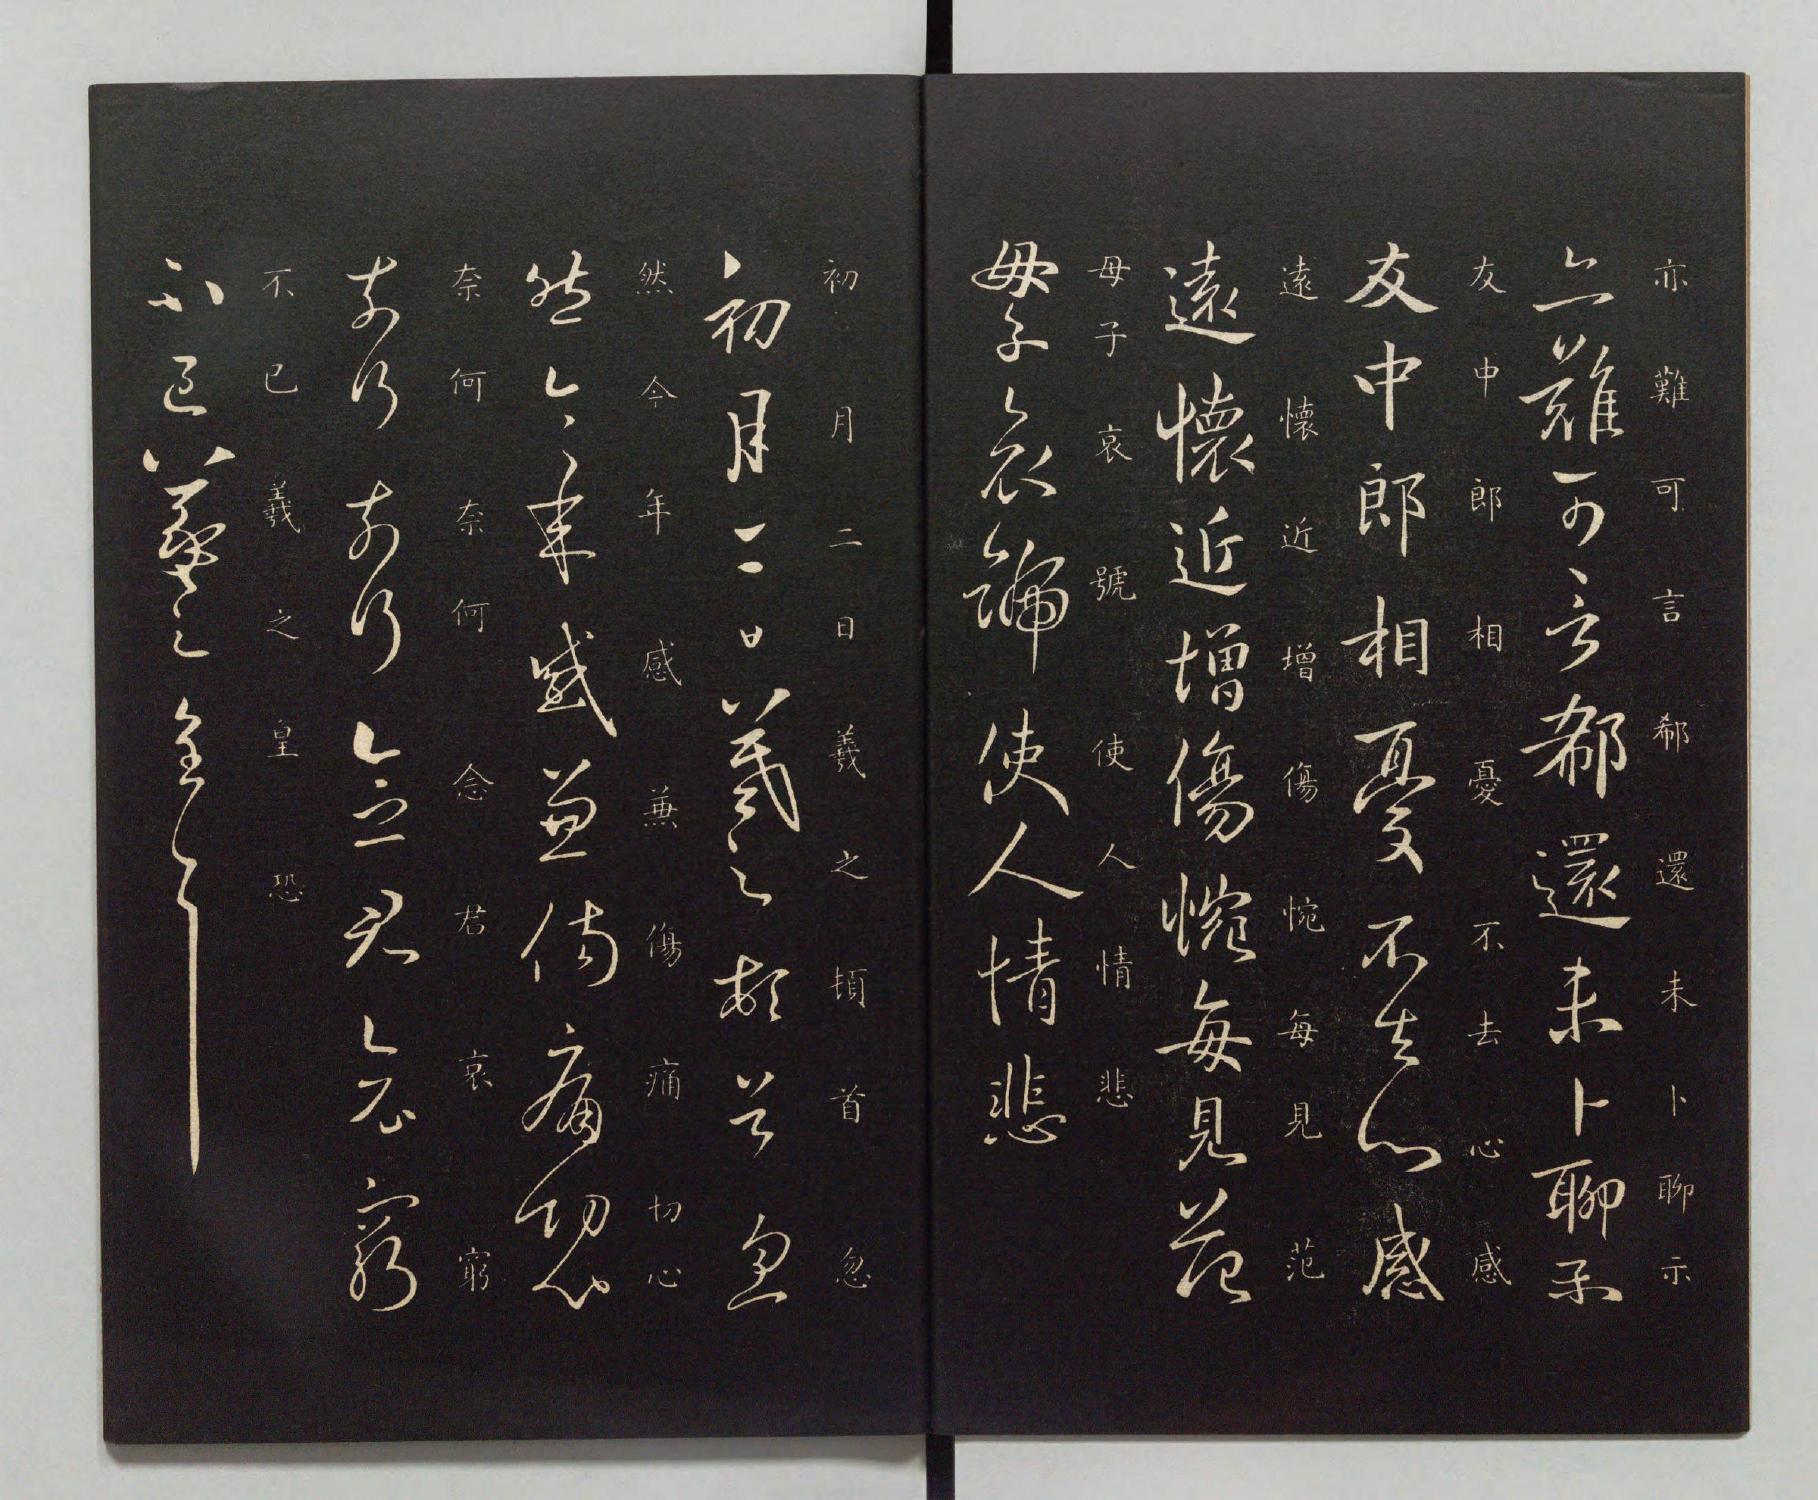 亦難可言郗還未卜聊示
亦難可言郗還未卜聊示
友中郎相憂不去心感
友中郎相憂不去心感
遠懷近增傷惋每見范
遠懷近增傷惋每見范
母子哀號使人情悲
母子哀號使人情悲
初月二日羲之頓首忽
初月二日羲之頓首忽
然今年感兼傷痛切心
然今年感兼傷痛切心
奈何奈何念君哀窮
奈何奈何念君哀窮
不已羲之皇恐
不已羲之皇恐